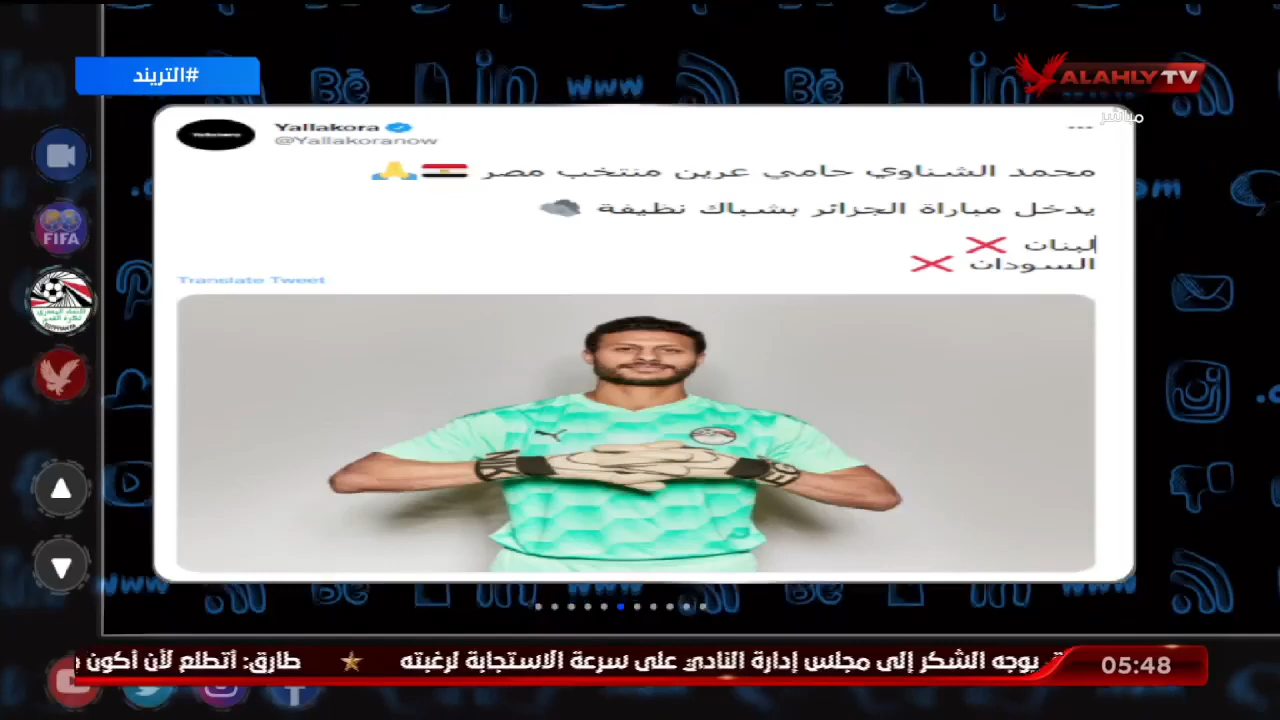 #التريند
ALAHLY TV
مباشر
Yallakora
@Yallakoranow
محمد الشناوي حامي عرين منتخب مصر 🇪🇬🙏
يدخل مباراة الجزائر بشباك نظيفة
لبنان ❌
السودان ❌
Translate Tweet
FIFA
يوجه الشكر إلى مجلس إدارة النادي على سرعة الاستجابة لرغبته ★ طارق: أتطلع لأن أكون
05:48